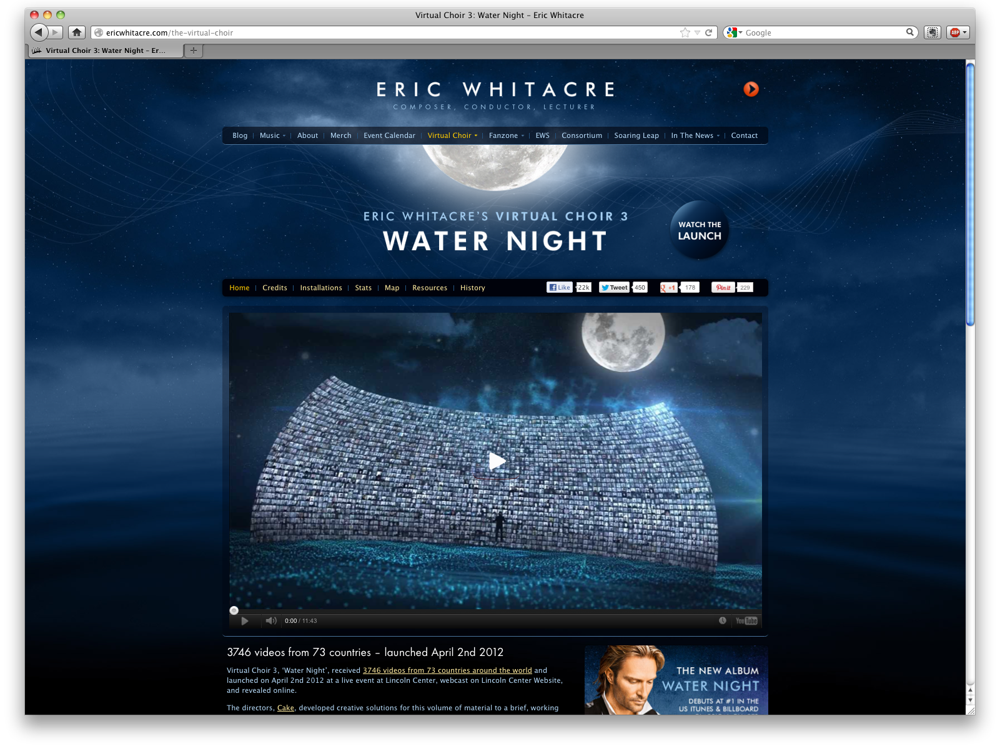 Virtual Choir 3: Water Night – Eric Whitacre
ericwhitacre.com/the-virtual-choir
Google
ABP
Virtual Choir 3: Water Night – Er...
ERIC WHITACRE
COMPOSER, CONDUCTOR, LECTURER
Blog Music About Merch Event Calendar Virtual Choir Fanzone EWS Consortium Soaring Leap In The News Contact
ERIC WHITACRE'S VIRTUAL CHOIR 3
WATER NIGHT
WATCH THE
LAUNCH
Home Credits Installations Stats Map Resources History
Like 22k Tweet 450 +1 178 Pin it 229
0:00 / 11:43
YouTube
3746 videos from 73 countries – launched April 2nd 2012
Virtual Choir 3, ‘Water Night’, received 3746 videos from 73 countries around the world and
launched on April 2nd 2012 at a live event at Lincoln Center, webcast on Lincoln Center Website,
and revealed online.
The directors, Cake, developed creative solutions for this volume of material to a brief, working
THE NEW ALBUM
WATER NIGHT
DEBUTS AT #1 IN THE
US ITUNES & BILLBOARD